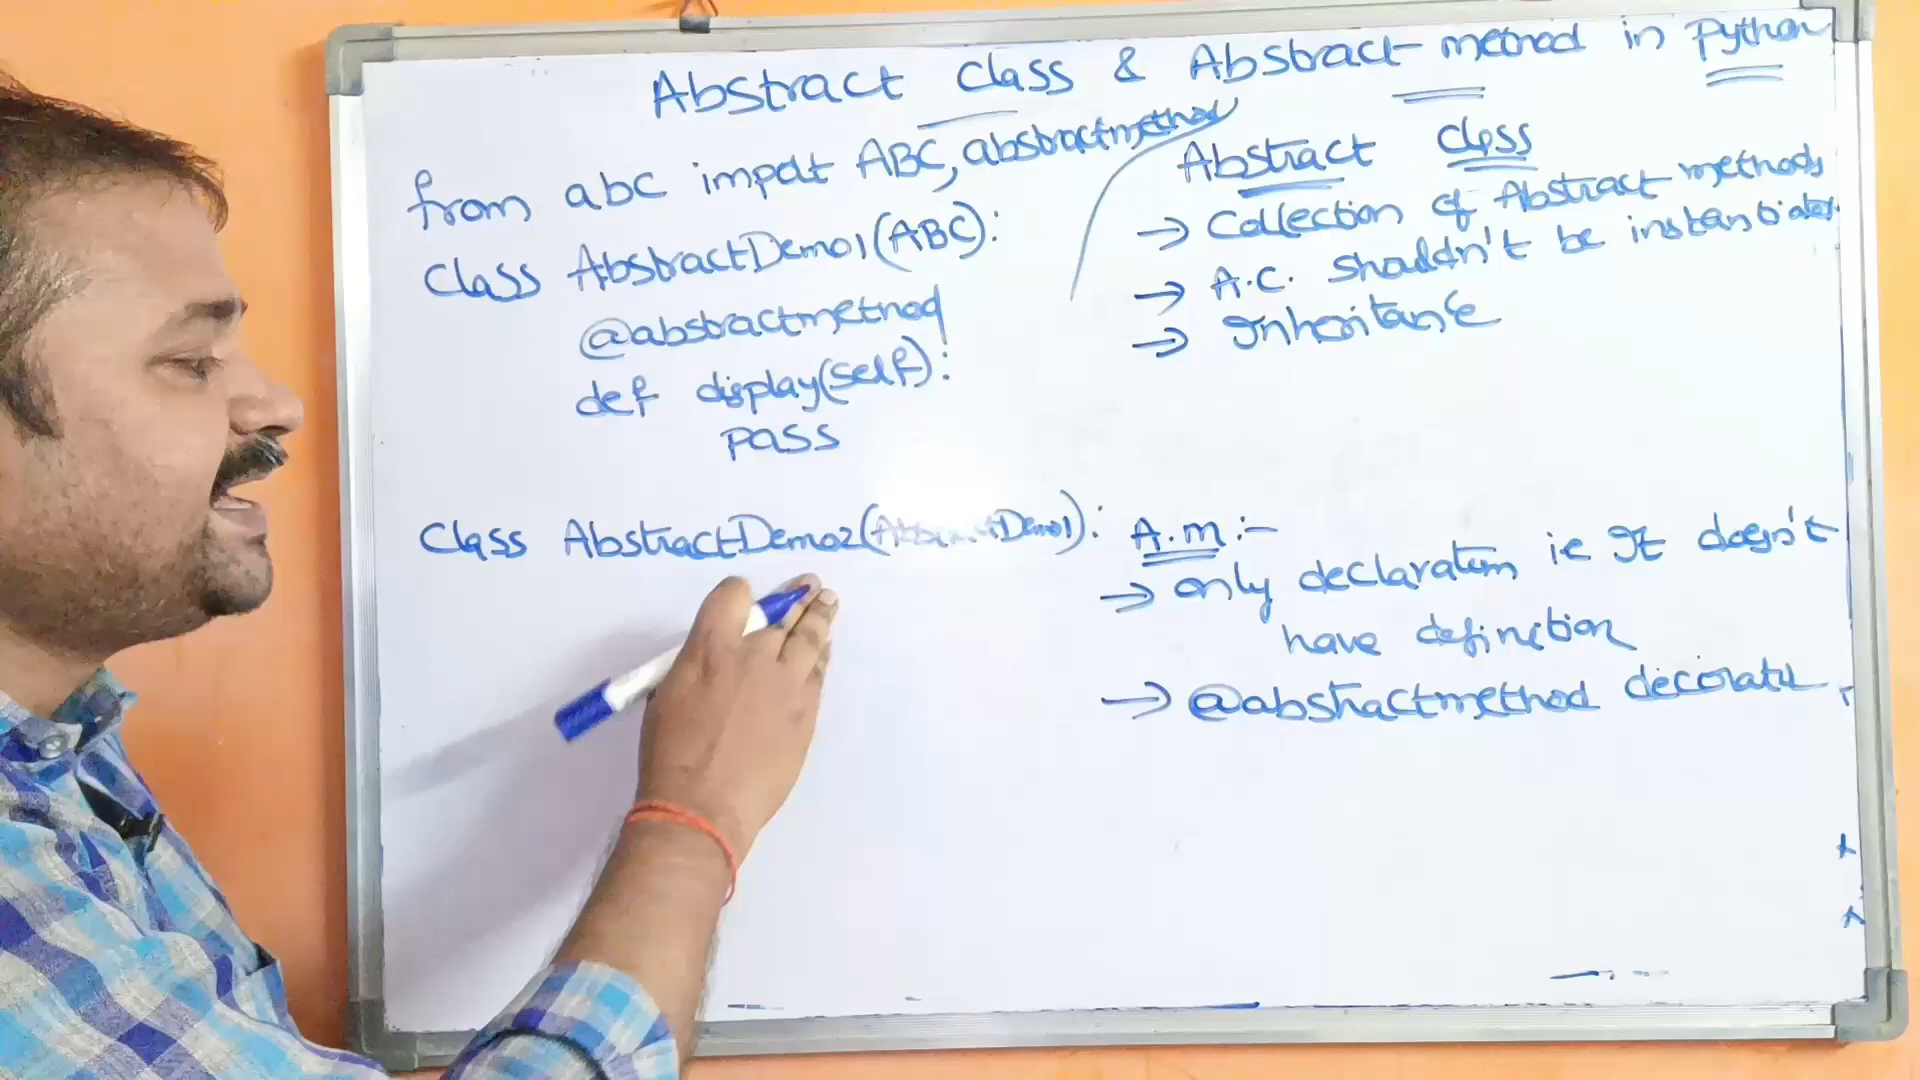 Abstract Class & Abstract method in Python
from abc import ABC, abstractmethod
Class AbstractDemo1(ABC):
@abstractmethod
def display(self):
pass
Class AbstractDemo2(AbstractDemo1):
Abstract Class
→ Collection of Abstract methods
→ A.C. shouldn't be instantiated
→ Inheritance
A.M :-
→ only declaration ie It doesn't
have definition
→ @abstractmethod decorator